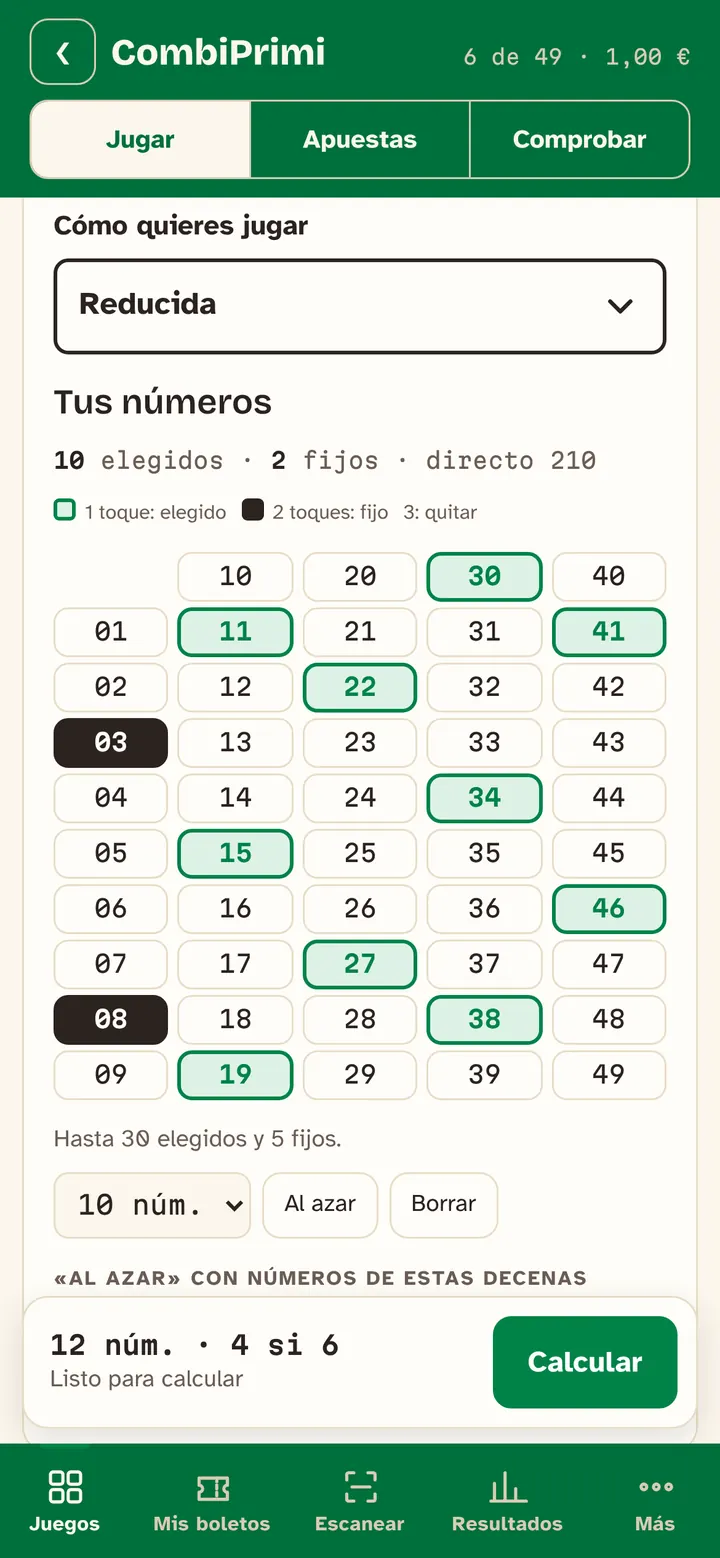 CombiPrimi
6 de 49 · 1,00 €
Jugar Apuestas Comprobar
Cómo quieres jugar
Reducida
Tus números
10 elegidos · 2 fijos · directo 210
1 toque: elegido 2 toques: fijo 3: quitar
10 20 30 40
01 11 21 31 41
02 12 22 32 42
03 13 23 33 43
04 14 24 34 44
05 15 25 35 45
06 16 26 36 46
07 17 27 37 47
08 18 28 38 48
09 19 29 39 49
Hasta 30 elegidos y 5 fijos.
10 núm. Al azar Borrar
«AL AZAR» CON NÚMEROS DE ESTAS DECENAS
12 núm. · 4 si 6
Listo para calcular
Calcular
Juegos Mis boletos Escanear Resultados Más